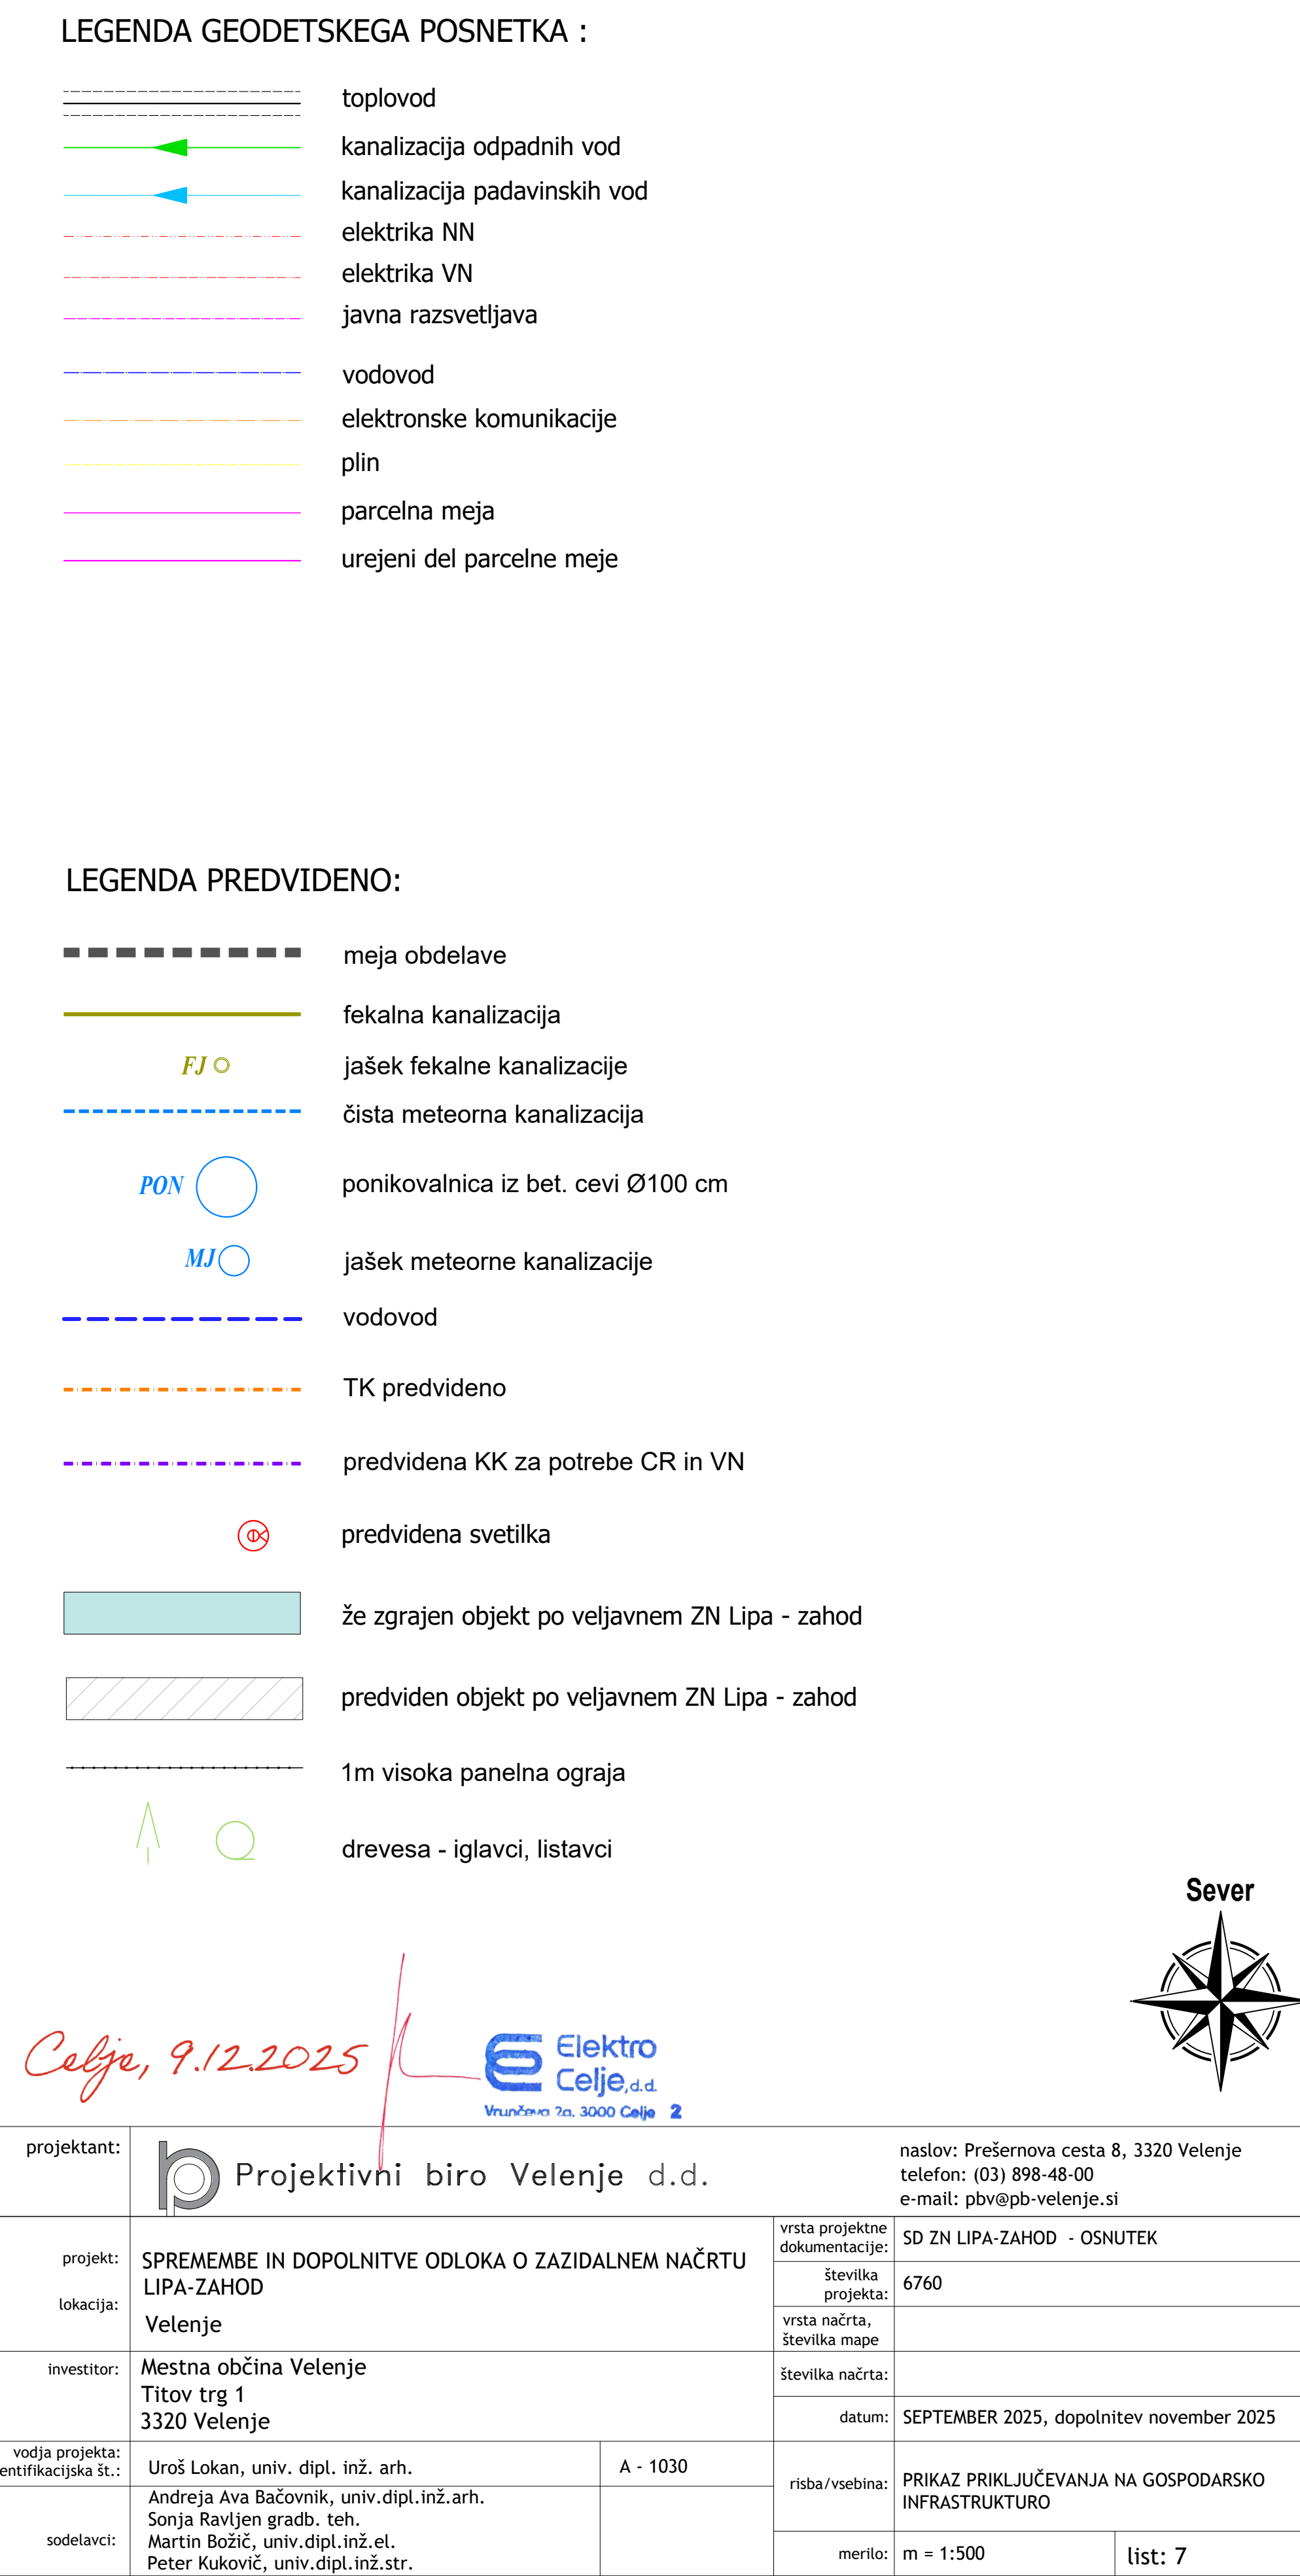 LEGENDA GEODETSKEGA POSNETKA :
toplovod
kanalizacija odpadnih vod
kanalizacija padavinskih vod
elektrika NN
elektrika VN
javna razsvetljava
vodovod
elektronske komunikacije
plin
parcelna meja
urejeni del parcelne meje
LEGENDA PREDVIDENO:
meja obdelave
fekalna kanalizacija
FJ jašek fekalne kanalizacije
čista meteorna kanalizacija
PON ponikovalnica iz bet. cevi Ø100 cm
MJ jašek meteorne kanalizacije
vodovod
TK predvideno
predvidena KK za potrebe CR in VN
predvidena svetilka
že zgrajen objekt po veljavnem ZN Lipa - zahod
predviden objekt po veljavnem ZN Lipa - zahod
1m visoka panelna ograja
drevesa - iglavci, listavci
Sever
Celje, 9.12.2025
Elektro
Celje, d.d.
Vrunčeva 2a, 3000 Celje 2
projektant:
Projektivni biro Velenje d.d.
naslov: Prešernova cesta 8, 3320 Velenje
telefon: (03) 898-48-00
e-mail: pbv@pb-velenje.si
projekt:
SPREMEMBE IN DOPOLNITVE ODLOKA O ZAZIDALNEM NAČRTU
LIPA-ZAHOD
lokacija:
Velenje
vrsta projektne
dokumentacije:
SD ZN LIPA-ZAHOD - OSNUTEK
številka
projekta:
6760
vrsta načrta,
številka mape
investitor:
Mestna občina Velenje
Titov trg 1
3320 Velenje
številka načrta:
datum:
SEPTEMBER 2025, dopolnitev november 2025
vodja projekta:
entifikacijska št.:
Uroš Lokan, univ. dipl. inž. arh.
A - 1030
sodelavci:
Andreja Ava Bačovnik, univ.dipl.inž.arh.
Sonja Ravljen gradb. teh.
Martin Božič, univ.dipl.inž.el.
Peter Kukovič, univ.dipl.inž.str.
risba/vsebina:
PRIKAZ PRIKLJUČEVANJA NA GOSPODARSKO
INFRASTRUKTURO
merilo:
m = 1:500
list: 7